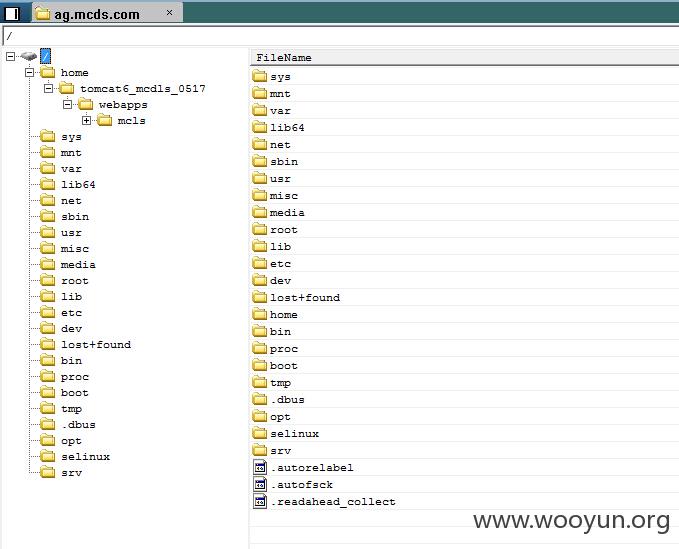 ag.mcds.com ×
/
/
home
tomcat6_mcdls_0517
webapps
mcls
sys
mnt
var
lib64
net
sbin
usr
misc
media
root
lib
etc
dev
lost+found
bin
proc
boot
tmp
.dbus
opt
selinux
srv
FileName
sys
mnt
var
lib64
net
sbin
usr
misc
media
root
lib
etc
dev
lost+found
home
bin
proc
boot
tmp
.dbus
opt
selinux
srv
.autorelabel
.autofsck
.readahead_collect
www.wooyun.org